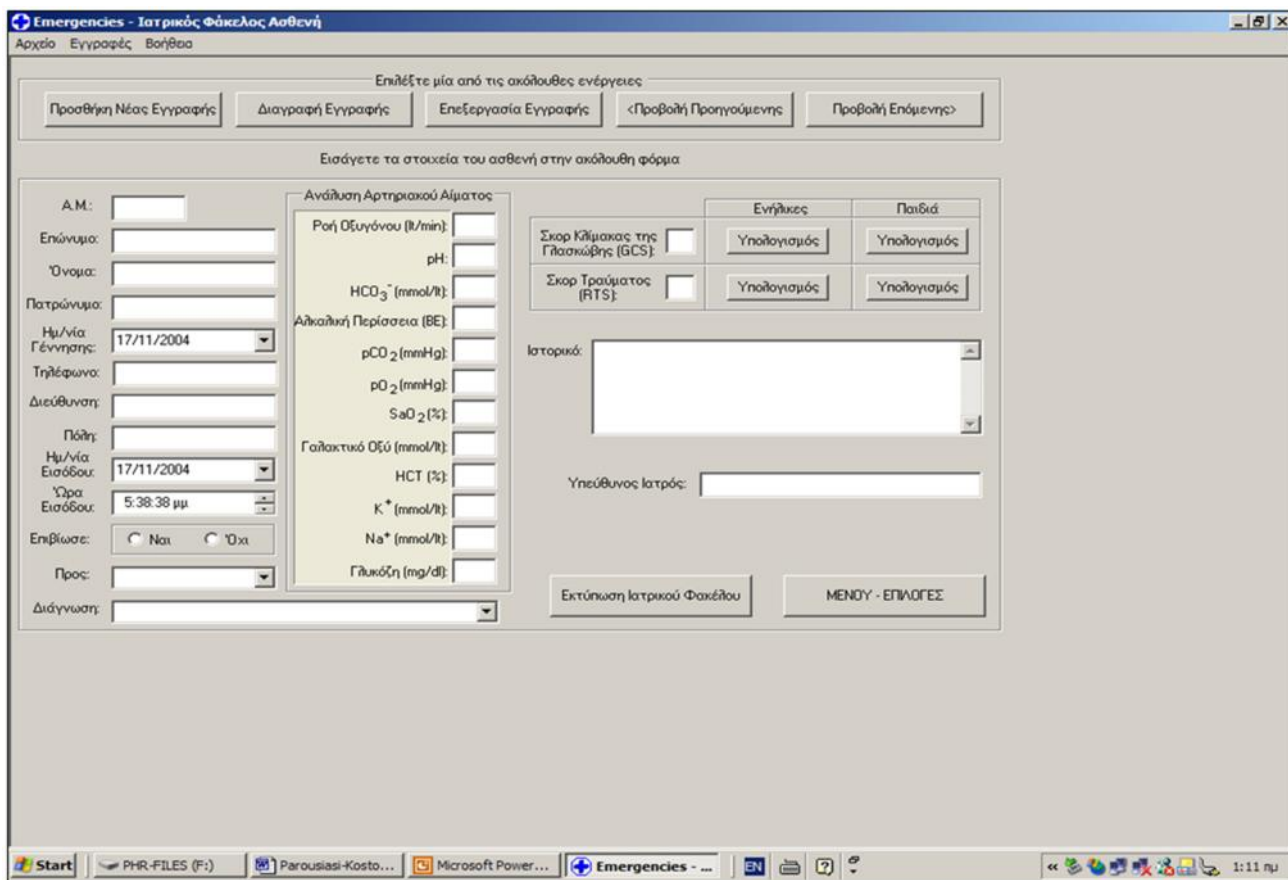 Emergencies - Ιατρικός Φάκελος Ασθενή
Αρχείο Εγγραφές Βοήθεια
Επιλέξτε μία από τις ακόλουθες ενέργειες
Προσθήκη Νέας Εγγραφής Διαγραφή Εγγραφής Επεξεργασία Εγγραφής <Προβολή Προηγούμενης Προβολή Επόμενης>
Εισάγετε τα στοιχεία του ασθενή στην ακόλουθη φόρμα
Α.Μ.:
Επώνυμο:
Όνομα:
Πατρώνυμο:
Ημ/νία
Γέννησης:
17/11/2004
Τηλέφωνο:
Διεύθυνση:
Πόλη:
Ημ/νία
Εισόδου:
17/11/2004
Ώρα
Εισόδου:
5:38:38 μμ
Επιβίωσε: Ναι Όχι
Προς:
Διάγνωση:
Ανάλυση Αρτηριακού Αίματος
Ροή Οξυγόνου (lt/min):
pH:
HCO3- (mmol/lt):
Αλκαλική Περίσσεια (BE):
pCO2 (mmHg):
pO2 (mmHg):
SaO2 (%):
Γαλακτικό Οξύ (mmol/lt):
HCT (%):
K+ (mmol/lt):
Na+ (mmol/lt):
Γλυκόζη (mg/dl):
Ενήλικες Παιδιά
Σκορ Κλίμακας της
Γλασκώβης (GCS):
Υπολογισμός Υπολογισμός
Σκορ Τραύματος
(RTS):
Υπολογισμός Υπολογισμός
Ιστορικό:
Υπεύθυνος Ιατρός:
Εκτύπωση Ιατρικού Φακέλου ΜΕΝΟΥ - ΕΠΙΛΟΓΕΣ
Start PHR-FILES (F:) Parousiasi-Kosto... Microsoft Power... Emergencies - ... EN « 1:11 πμ